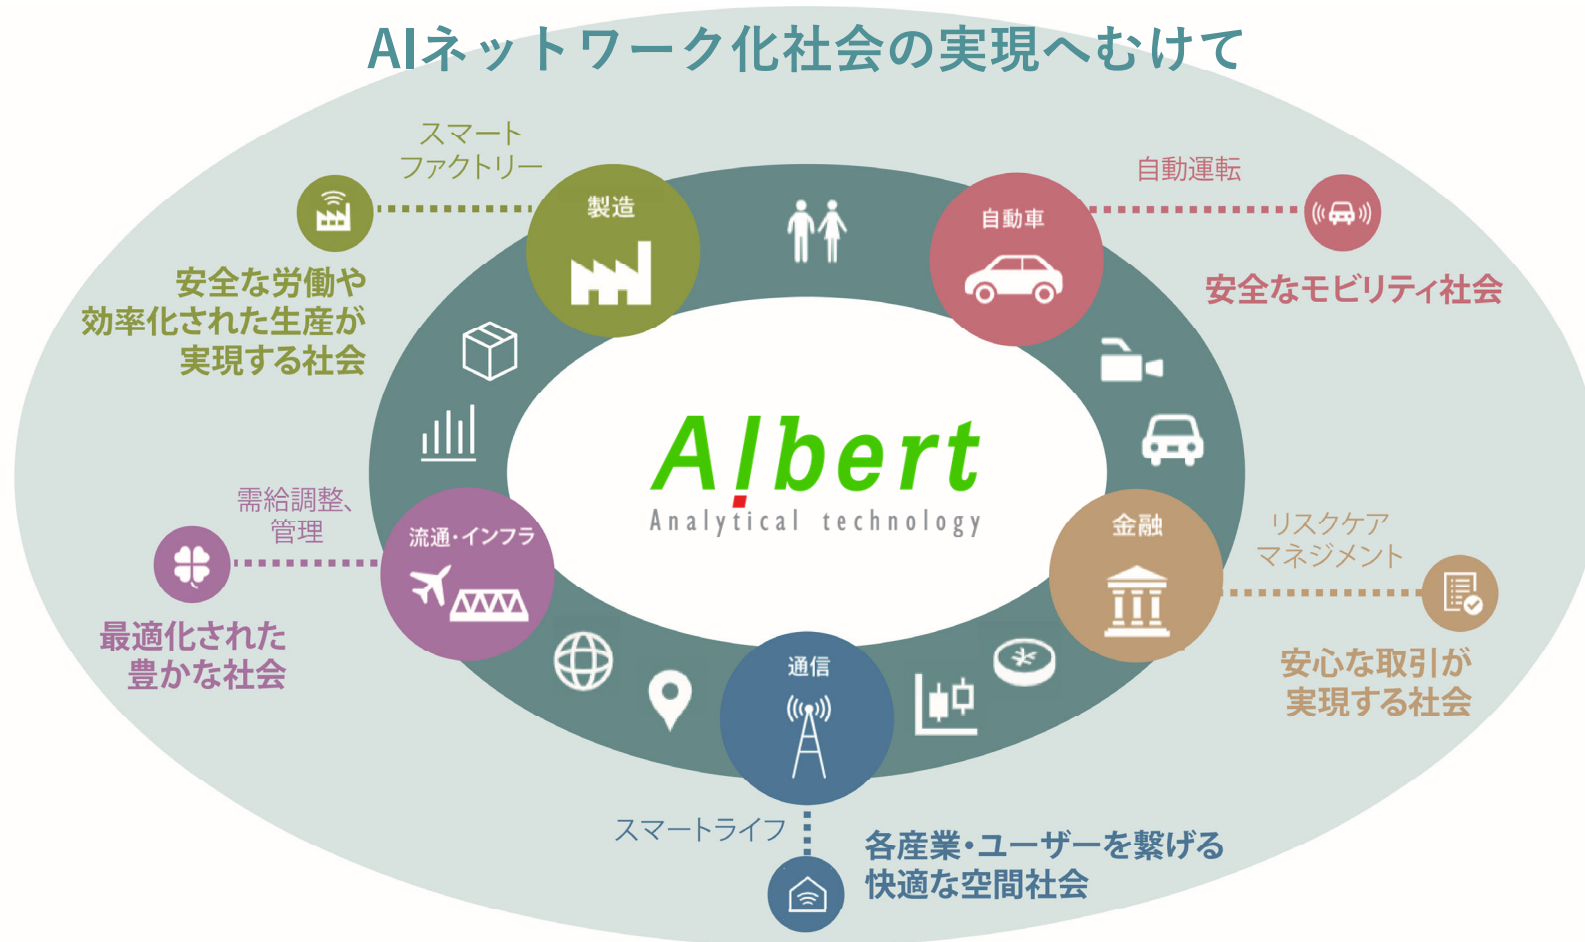 AIネットワーク化社会の実現へむけて
スマート
ファクトリー
製造
安全な労働や
効率化された生産が
実現する社会
自動車
自動運転
安全なモビリティ社会
Albert
Analytical technology
需給調整、
管理
流通・インフラ
最適化された
豊かな社会
金融
リスクケア
マネジメント
安心な取引が
実現する社会
通信
スマートライフ
各産業・ユーザーを繋げる
快適な空間社会